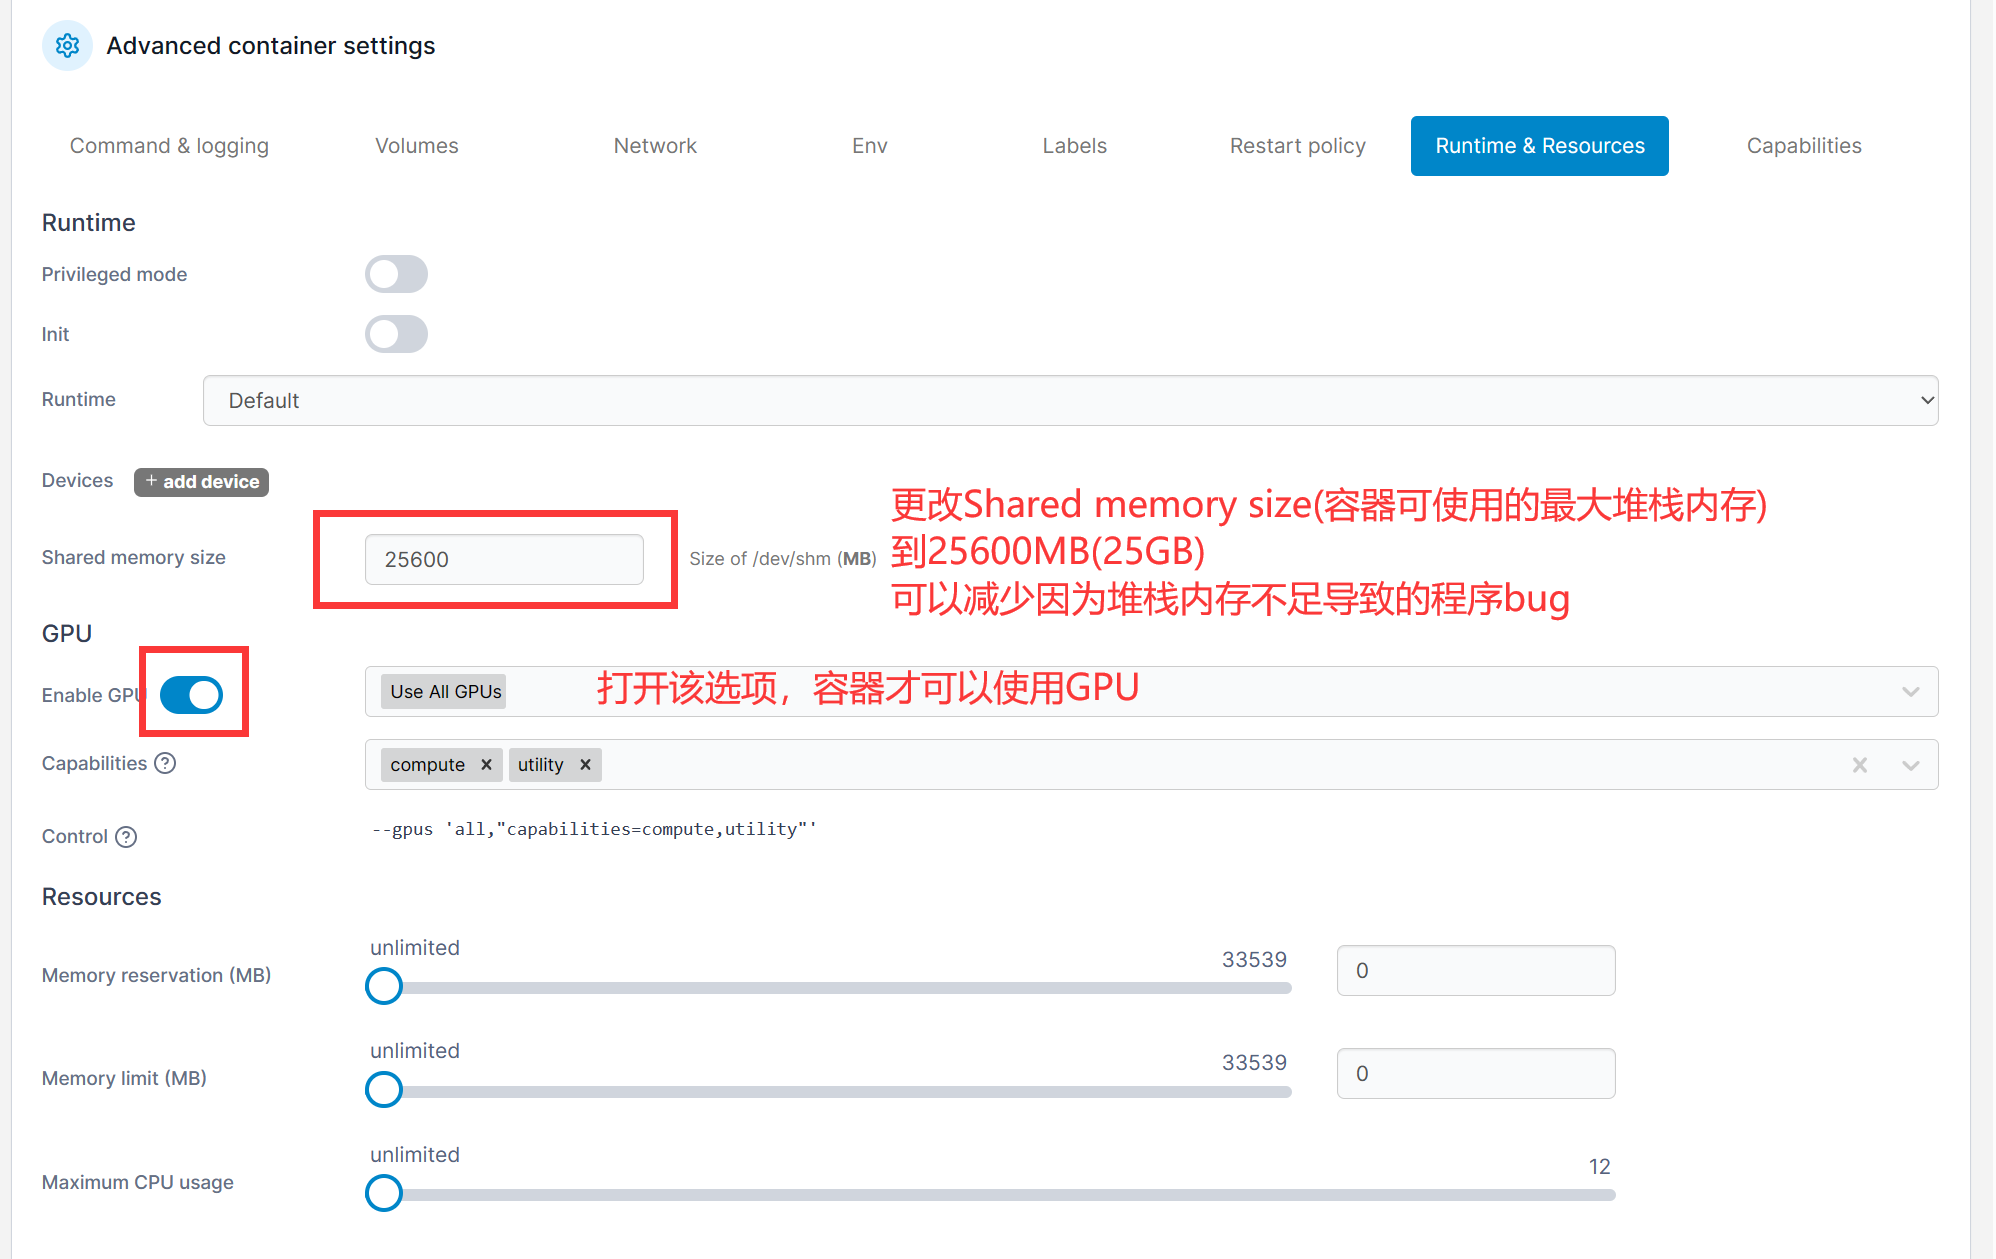 Advanced container settings
Command & logging
Volumes
Network
Env
Labels
Restart policy
Runtime & Resources
Capabilities
Runtime
Privileged mode
Init
Runtime
Default
Devices
+ add device
更改Shared memory size(容器可使用的最大堆栈内存)
到25600MB(25GB)
可以减少因为堆栈内存不足导致的程序bug
Shared memory size
25600
Size of /dev/shm (MB)
GPU
Enable GPU
Use All GPUs
打开该选项，容器才可以使用GPU
Capabilities ?
compute ×
utility ×
Control ?
--gpus 'all,"capabilities=compute,utility"'
Resources
Memory reservation (MB)
unlimited
33539
0
Memory limit (MB)
unlimited
33539
0
Maximum CPU usage
unlimited
12